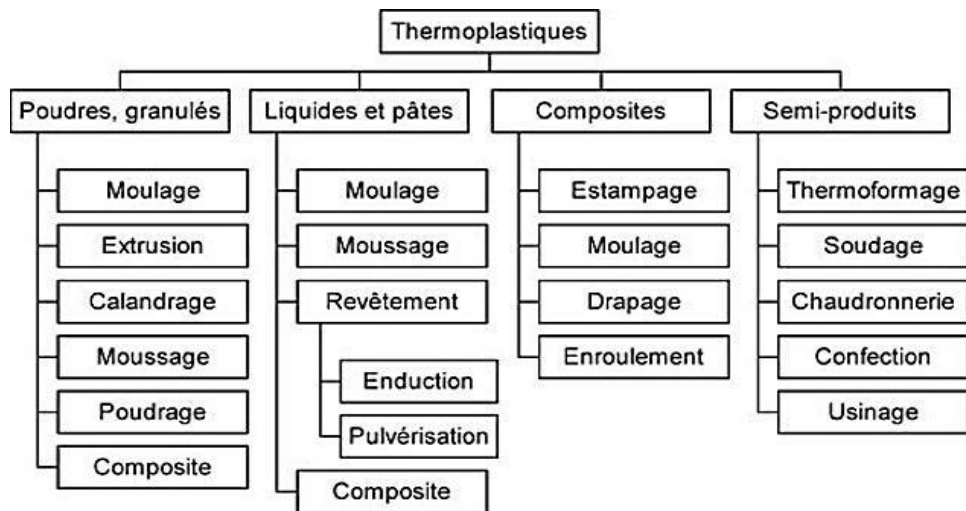 Thermoplastiques
Poudres, granulés
Moulage
Extrusion
Calandrage
Moussage
Poudrage
Composite
Liquides et pâtes
Moulage
Moussage
Revêtement
Enduction
Pulvérisation
Composite
Composites
Estampage
Moulage
Drapage
Enroulement
Semi-produits
Thermoformage
Soudage
Chaudronnerie
Confection
Usinage